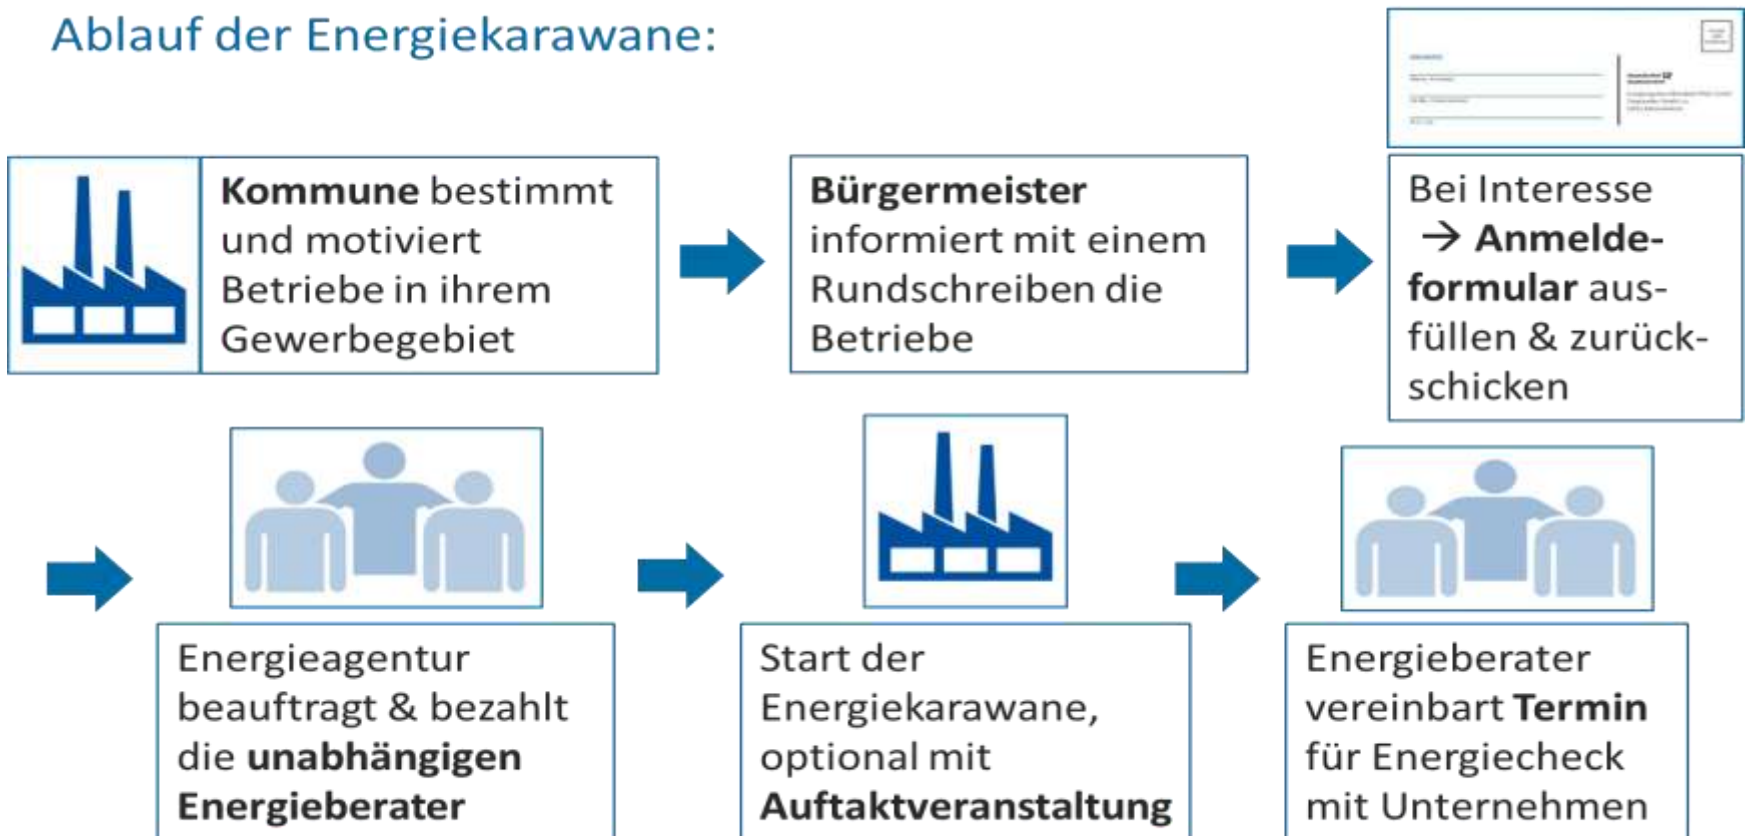 Ablauf der Energiekarawane:
Kommune bestimmt
und motiviert
Betriebe in ihrem
Gewerbegebiet
Bürgermeister
informiert mit einem
Rundschreiben die
Betriebe
Bei Interesse
→ Anmelde-
formular aus-
füllen & zurück-
schicken
Energieagentur
beauftragt & bezahlt
die unabhängigen
Energieberater
Start der
Energiekarawane,
optional mit
Auftaktveranstaltung
Energieberater
vereinbart Termin
für Energiecheck
mit Unternehmen